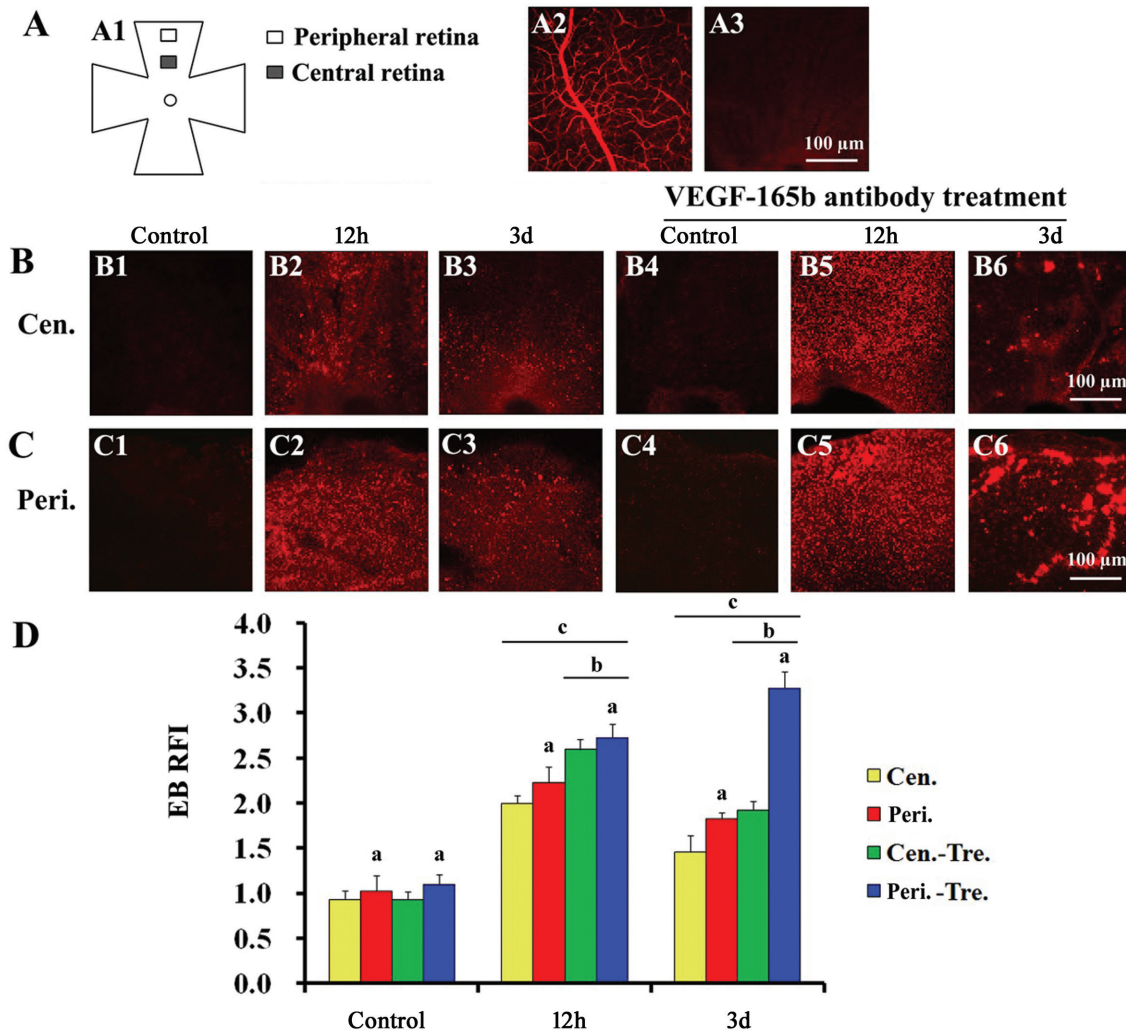 A
A1
Peripheral retina
Central retina
A2
A3
100 µm
VEGF-165b antibody treatment
Control 12h 3d Control 12h 3d
B
Cen.
B1 B2 B3 B4 B5 B6
100 µm
C
Peri.
C1 C2 C3 C4 C5 C6
100 µm
D
EB RFI
4.0
3.5
3.0
2.5
2.0
1.5
1.0
0.5
0.0
a a
c
b
a a
c
b
a a
Control 12h 3d
Cen.
Peri.
Cen.-Tre.
Peri. -Tre.